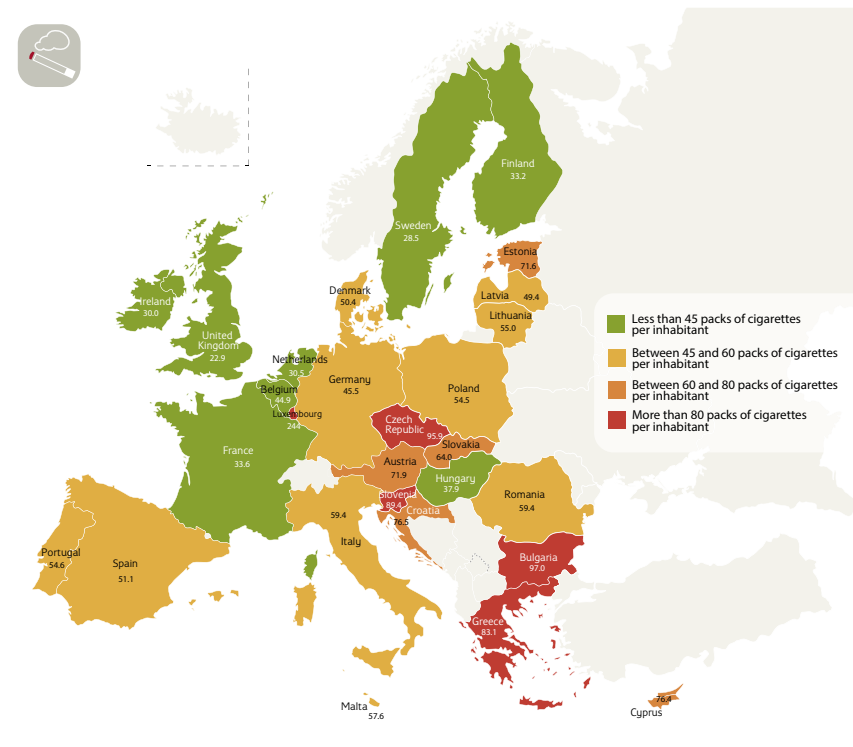 Finland
33.2
Sweden
28.5
Estonia
71.6
Denmark
50.4
Latvia 49.4
Lithuania
55.0
Ireland
30.0
United
Kingdom
22.9
Less than 45 packs of cigarettes
per inhabitant
Between 45 and 60 packs of cigarettes
per inhabitant
Between 60 and 80 packs of cigarettes
per inhabitant
More than 80 packs of cigarettes
per inhabitant
Netherlands
30.5
Belgium
44.9
Luxembourg
244
Germany
45.5
Poland
54.5
Czech
Republic 95.9
Slovakia
64.0
Austria
71.9
Hungary
37.9
France
33.6
Slovenia
89.4
Croatia
76.5
Romania
59.4
59.4
Italy
Portugal
54.6
Spain
51.1
Bulgaria
97.0
Greece
83.1
Malta
57.6
76.4
Cyprus